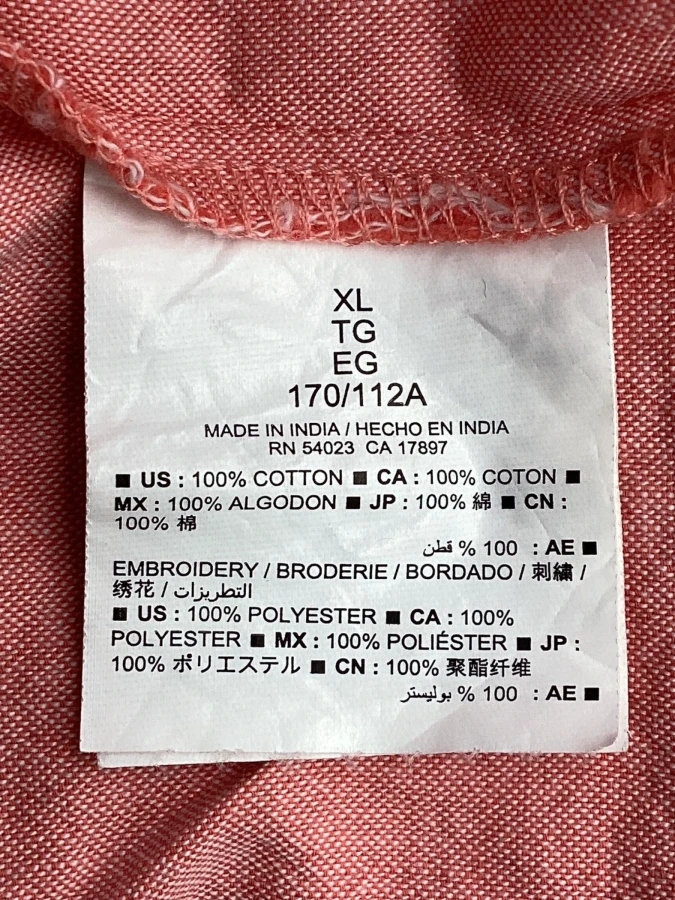 XL
TG
EG
170/112A
MADE IN INDIA / HECHO EN INDIA
RN 54023 CA 17897
■ US : 100% COTTON ■ CA : 100% COTON ■
MX : 100% ALGODON ■ JP : 100% 綿 ■ CN :
100% 棉
■ AE : 100 % قطن
EMBROIDERY / BRODERIE / BORDADO / 刺繍 /
绣花 / التطريزات
■ US : 100% POLYESTER ■ CA : 100%
POLYESTER ■ MX : 100% POLIÉSTER ■ JP :
100% ポリエステル ■ CN : 100% 聚酯纤维
■ AE : 100 % بوليستر